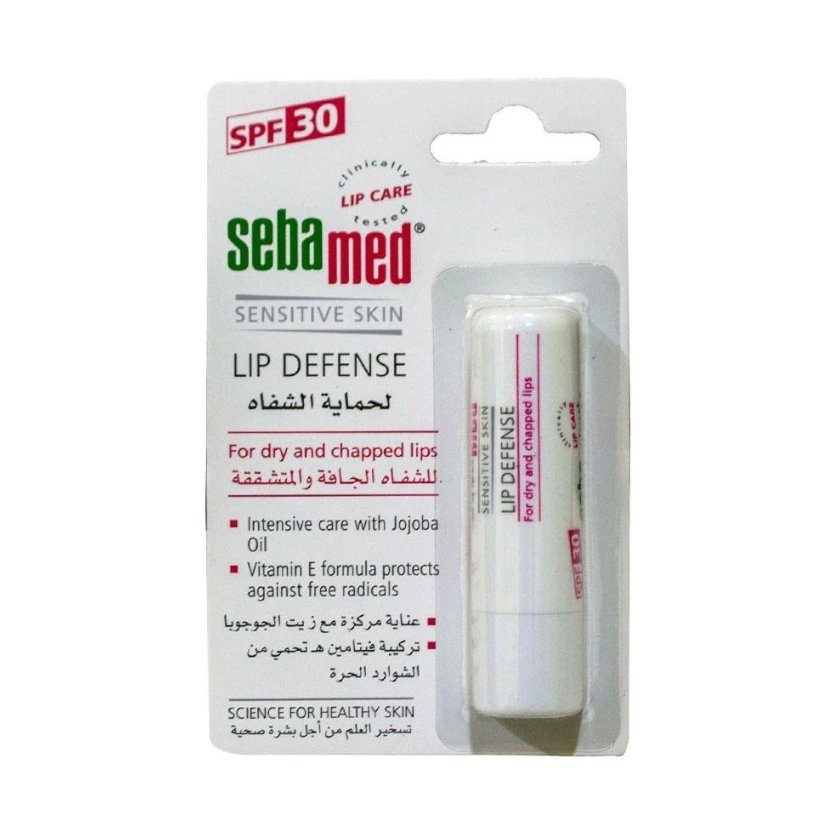 SPF 30
clinically
LIP CARE
tested
sebamed®
SENSITIVE SKIN
LIP DEFENSE
لحماية الشفاه
For dry and chapped lips
للشفاه الجافة والمتشققة
Intensive care with Jojoba
Oil
Vitamin E formula protects
against free radicals
عناية مركزة مع زيت الجوجوبا
تركيبة فيتامين هـ تحمي من
الشوارد الحرة
SCIENCE FOR HEALTHY SKIN
تسخير العلم من أجل بشرة صحية
SENSITIVE SKIN
LIP DEFENSE
For dry and chapped lips
clinically
LIP CARE
SPF 30